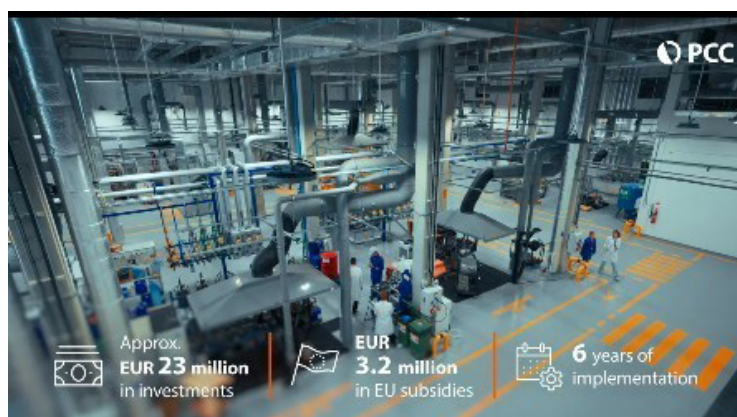 PCC
Approx.
EUR 23 million
in investments
EUR
3.2 million
in EU subsidies
6 years of
implementation